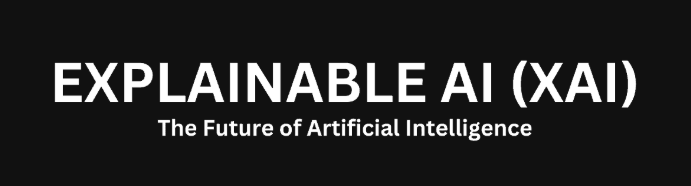 EXPLAINABLE AI (XAI)
The Future of Artificial Intelligence